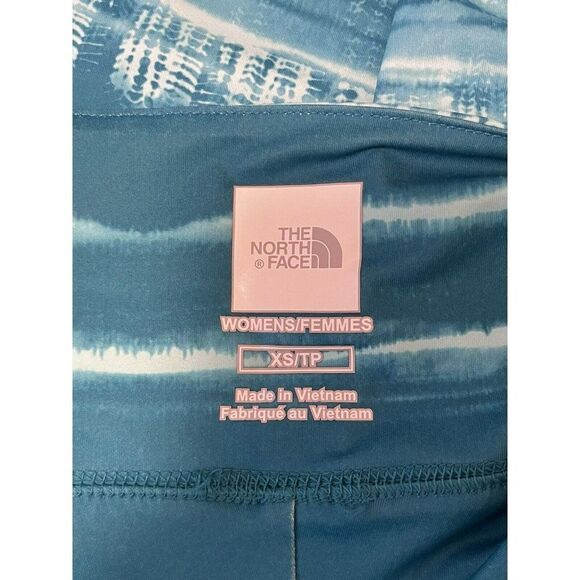 THE
NORTH
® FACE
WOMENS/FEMMES
XS/TP
Made in Vietnam
Fabriqué au Vietnam